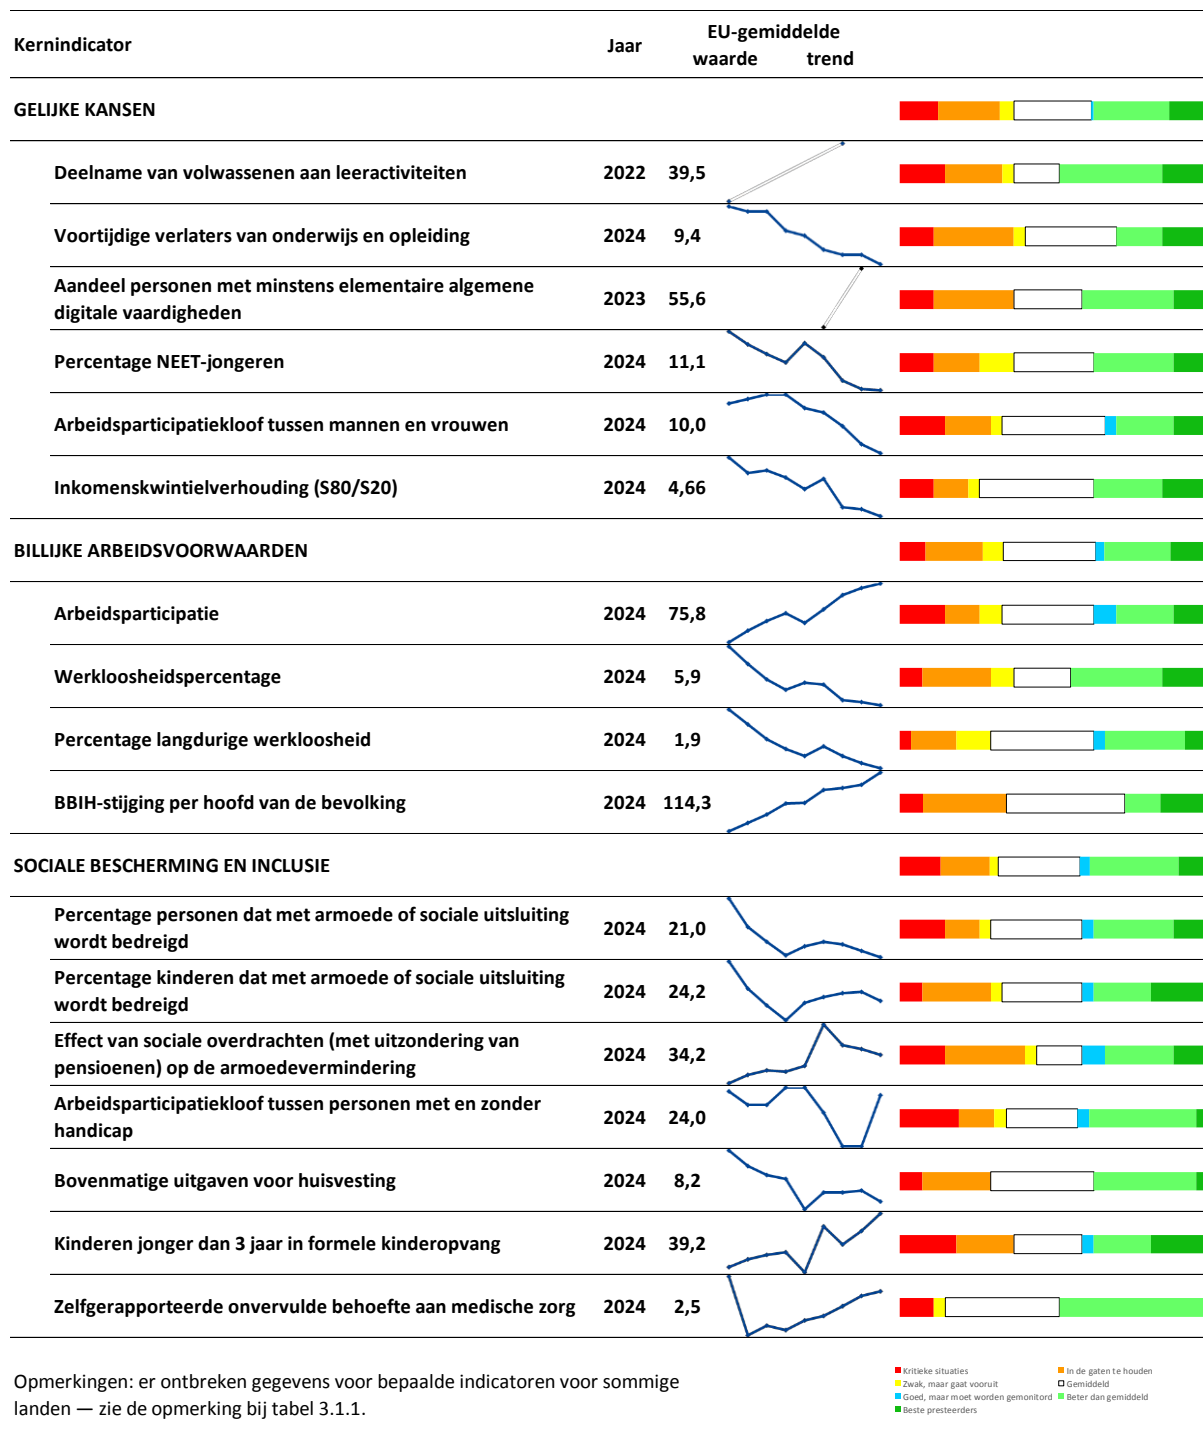 Kernindicator Jaar EU-gemiddelde
waarde trend
GELIJKE KANSEN
Deelname van volwassenen aan leeractiviteiten 2022 39,5
Voortijdige verlaters van onderwijs en opleiding 2024 9,4
Aandeel personen met minstens elementaire algemene
digitale vaardigheden 2023 55,6
Percentage NEET-jongeren 2024 11,1
Arbeidsparticipatiekloof tussen mannen en vrouwen 2024 10,0
Inkomenskwintielverhouding (S80/S20) 2024 4,66
BILLIJKE ARBEIDSVOORWAARDEN
Arbeidsparticipatie 2024 75,8
Werkloosheidspercentage 2024 5,9
Percentage langdurige werkloosheid 2024 1,9
BBIH-stijging per hoofd van de bevolking 2024 114,3
SOCIALE BESCHERMING EN INCLUSIE
Percentage personen dat met armoede of sociale uitsluiting
wordt bedreigd 2024 21,0
Percentage kinderen dat met armoede of sociale uitsluiting
wordt bedreigd 2024 24,2
Effect van sociale overdrachten (met uitzondering van
pensioenen) op de armoedevermindering 2024 34,2
Arbeidsparticipatiekloof tussen personen met en zonder
handicap 2024 24,0
Bovenmatige uitgaven voor huisvesting 2024 8,2
Kinderen jonger dan 3 jaar in formele kinderopvang 2024 39,2
Zelfgerapporteerde onvervulde behoefte aan medische zorg 2024 2,5
Opmerkingen: er ontbreken gegevens voor bepaalde indicatoren voor sommige
landen — zie de opmerking bij tabel 3.1.1.
Kritieke situaties In de gaten te houden
Zwak, maar gaat vooruit Gemiddeld
Goed, maar moet worden gemonitord Beter dan gemiddeld
Beste presteerders